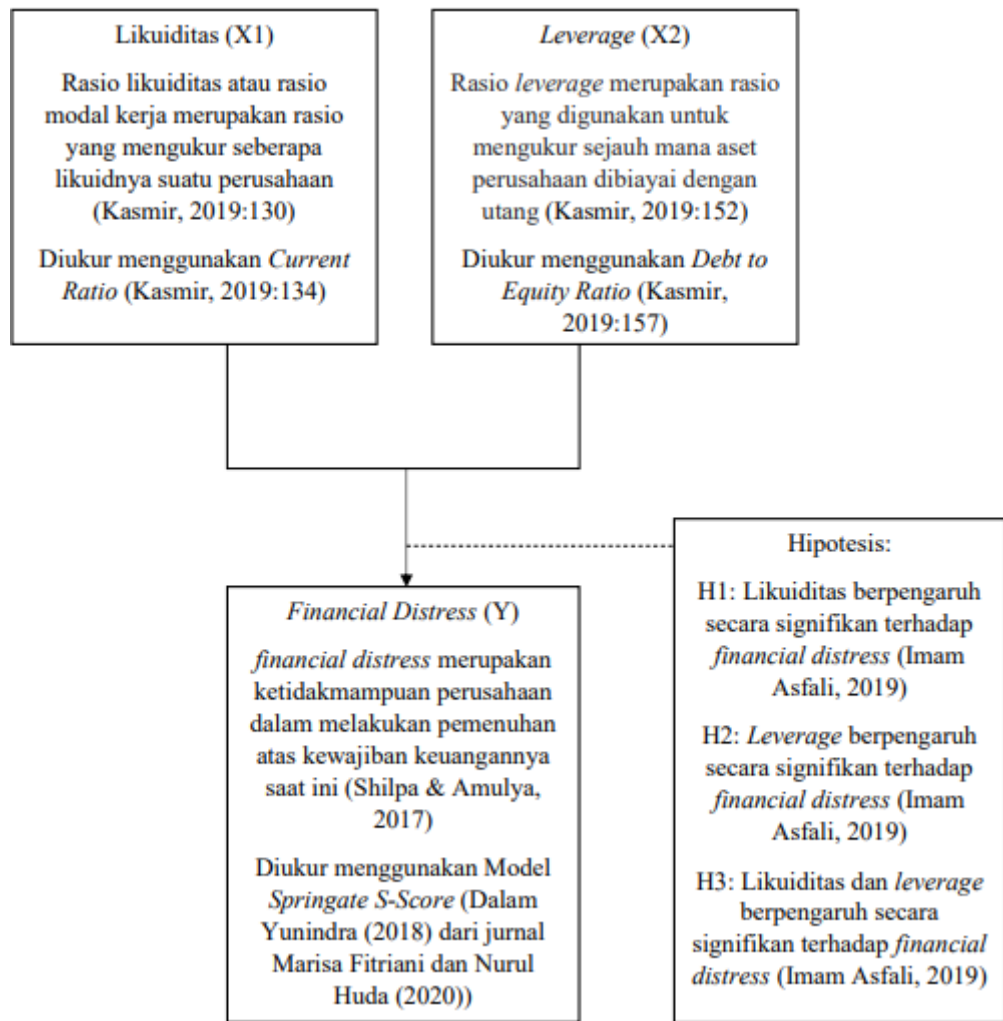 Likuiditas (X1)
Rasio likuiditas atau rasio
modal kerja merupakan rasio
yang mengukur seberapa
likuidnya suatu perusahaan
(Kasmir, 2019:130)
Diukur menggunakan Current
Ratio (Kasmir, 2019:134)
Leverage (X2)
Rasio leverage merupakan rasio
yang digunakan untuk
mengukur sejauh mana aset
perusahaan dibiayai dengan
utang (Kasmir, 2019:152)
Diukur menggunakan Debt to
Equity Ratio (Kasmir,
2019:157)
Financial Distress (Y)
financial distress merupakan
ketidakmampuan perusahaan
dalam melakukan pemenuhan
atas kewajiban keuangannya
saat ini (Shilpa & Amulya,
2017)
Diukur menggunakan Model
Springate S-Score (Dalam
Yunindra (2018) dari jurnal
Marisa Fitriani dan Nurul
Huda (2020))
Hipotesis:
H1: Likuiditas berpengaruh
secara signifikan terhadap
financial distress (Imam
Asfali, 2019)
H2: Leverage berpengaruh
secara signifikan terhadap
financial distress (Imam
Asfali, 2019)
H3: Likuiditas dan leverage
berpengaruh secara
signifikan terhadap financial
distress (Imam Asfali, 2019)